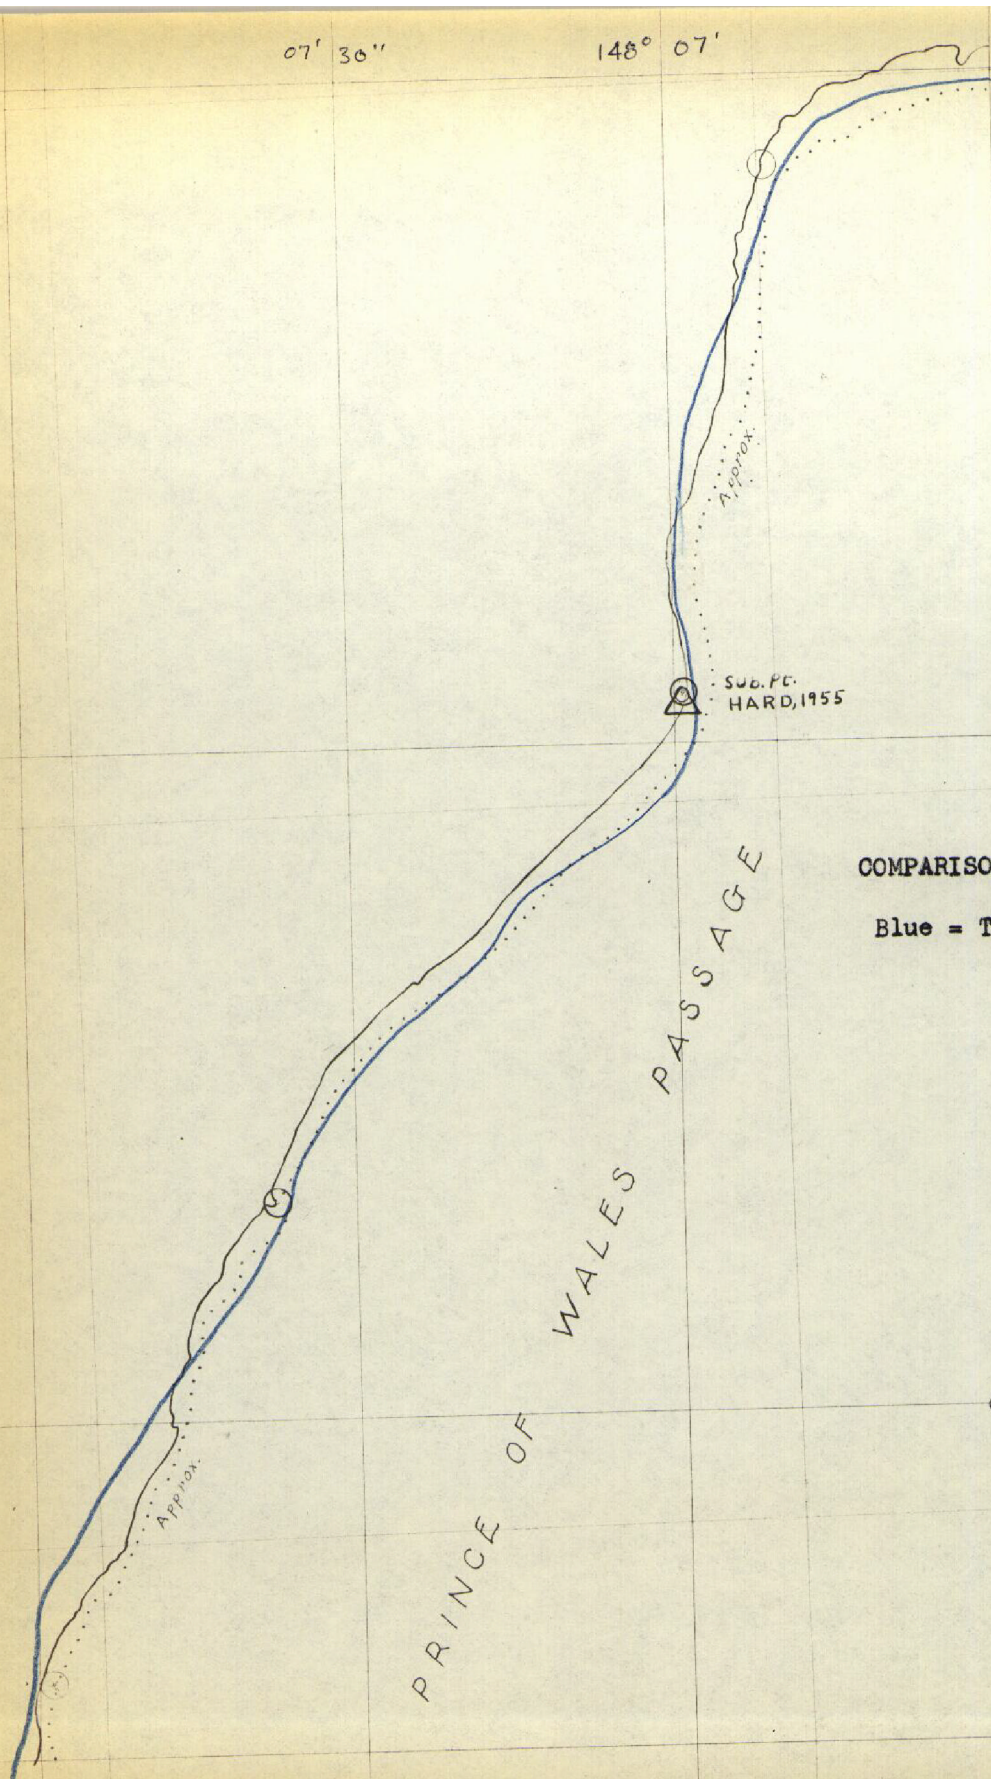 07' 30"
148° 07'
Approx.
SUB. PT.
HARD, 1955
COMPARISO
Blue = T
PRINCE OF WALES PASSAGE
Approx.